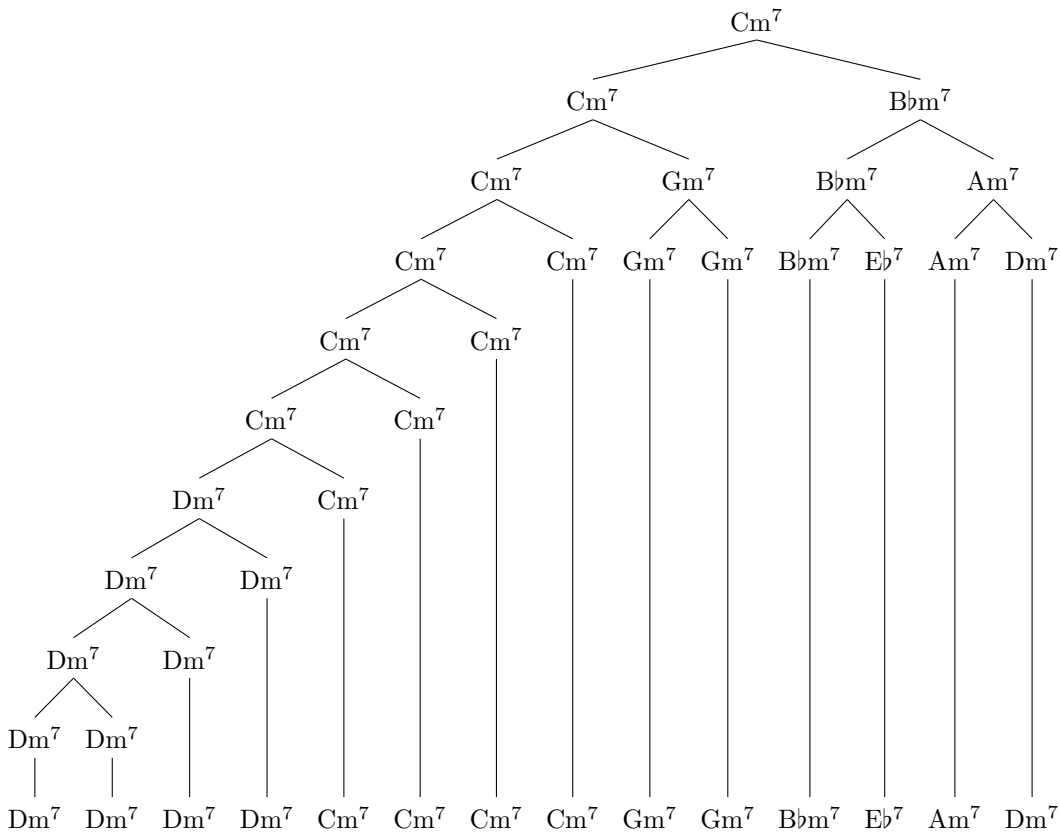 Cm⁷
Cm⁷ B♭m⁷
Cm⁷ Gm⁷ B♭m⁷ Am⁷
Cm⁷ Cm⁷ Gm⁷ Gm⁷ B♭m⁷ E♭⁷ Am⁷ Dm⁷
Cm⁷ Cm⁷
Cm⁷ Cm⁷
Dm⁷ Cm⁷
Dm⁷ Dm⁷
Dm⁷ Dm⁷
Dm⁷ Dm⁷
Dm⁷ Dm⁷ Dm⁷ Dm⁷ Cm⁷ Cm⁷ Cm⁷ Cm⁷ Gm⁷ Gm⁷ B♭m⁷ E♭⁷ Am⁷ Dm⁷